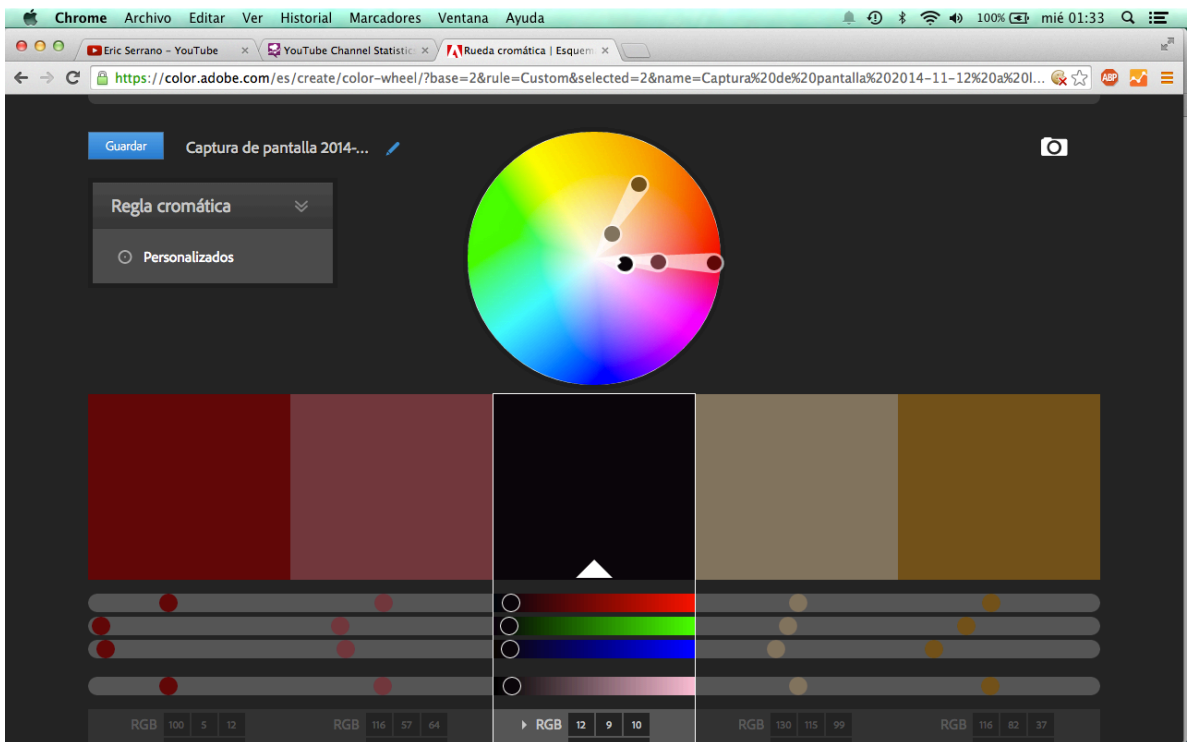 Chrome Archivo Editar Ver Historial Marcadores Ventana Ayuda 100% mié 01:33
Eric Serrano - YouTube × YouTube Channel Statistic × Rueda cromática | Esquem ×
https://color.adobe.com/es/create/color-wheel/?base=2&rule=Custom&selected=2&name=Captura%20de%20pantalla%202014-11-12%20a%20l... ABP
Guardar Captura de pantalla 2014-...
Regla cromática
Personalizados
RGB 100 5 12 RGB 116 57 64 RGB 12 9 10 RGB 130 115 99 RGB 116 82 37